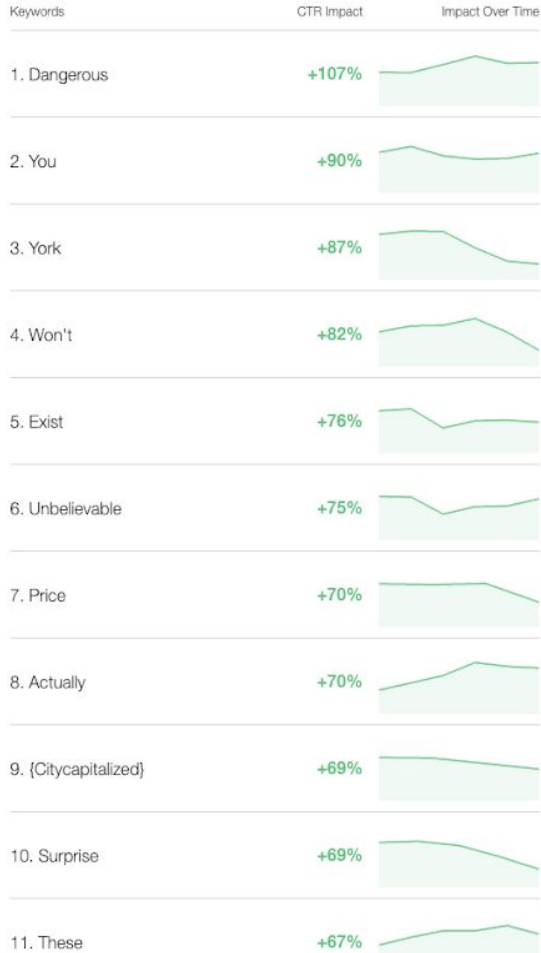 Keywords CTR Impact Impact Over Time
1. Dangerous +107%
2. You +90%
3. York +87%
4. Won't +82%
5. Exist +76%
6. Unbelievable +75%
7. Price +70%
8. Actually +70%
9. {Citycapitalized} +69%
10. Surprise +69%
11. These +67%